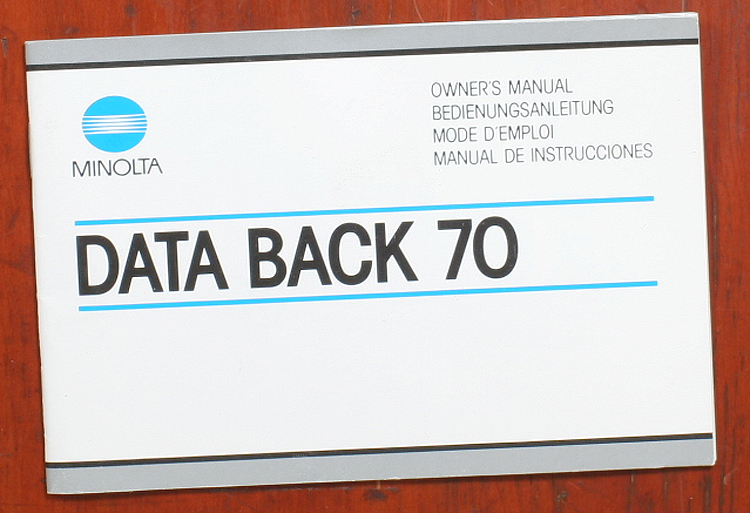 MINOLTA
OWNER'S MANUAL
BEDIENUNGSANLEITUNG
MODE D'EMPLOI
MANUAL DE INSTRUCCIONES
DATA BACK 70